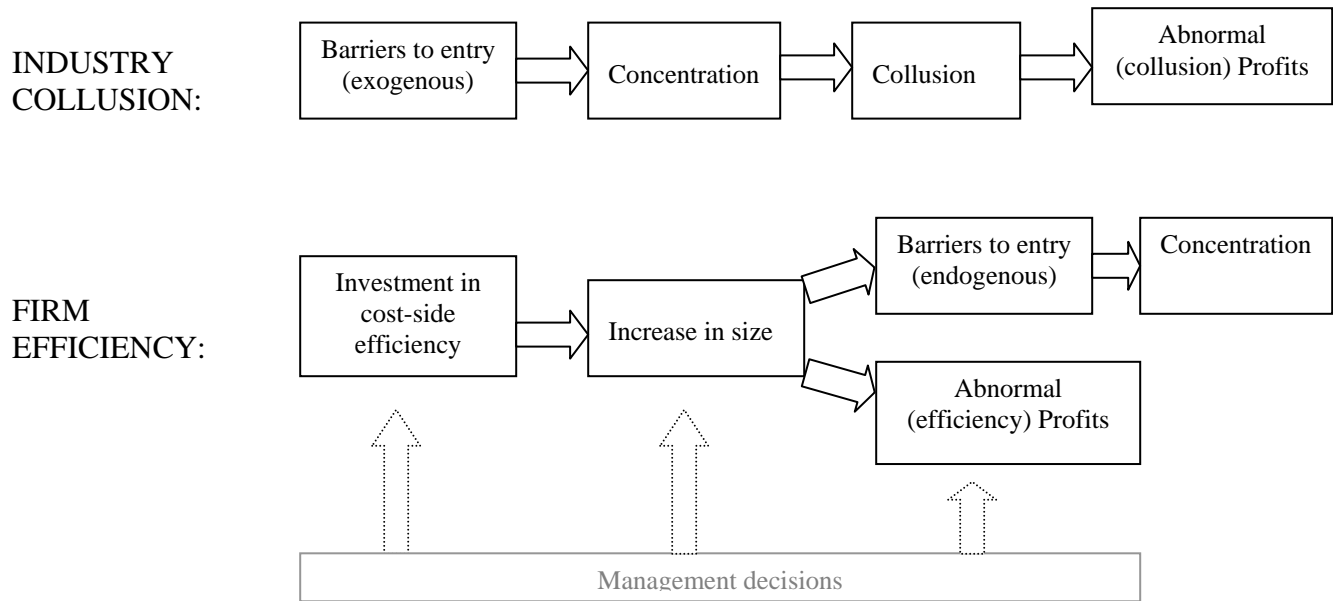 INDUSTRY
COLLUSION:
Barriers to entry
(exogenous)
Concentration
Collusion
Abnormal
(collusion) Profits
FIRM
EFFICIENCY:
Investment in
cost-side
efficiency
Increase in size
Barriers to entry
(endogenous)
Concentration
Abnormal
(efficiency) Profits
Management decisions